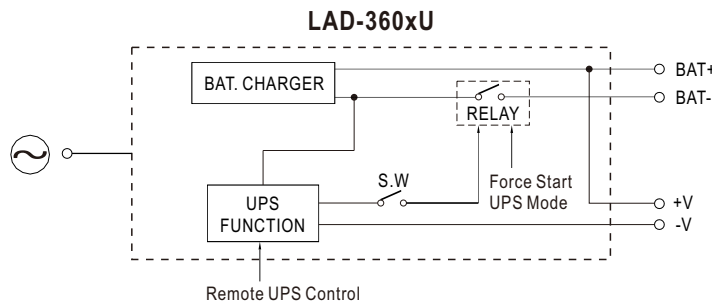 LAD-360xU
BAT. CHARGER
BAT+
BAT-
RELAY
S.W
Force Start
UPS Mode
UPS
FUNCTION
+V
-V
Remote UPS Control